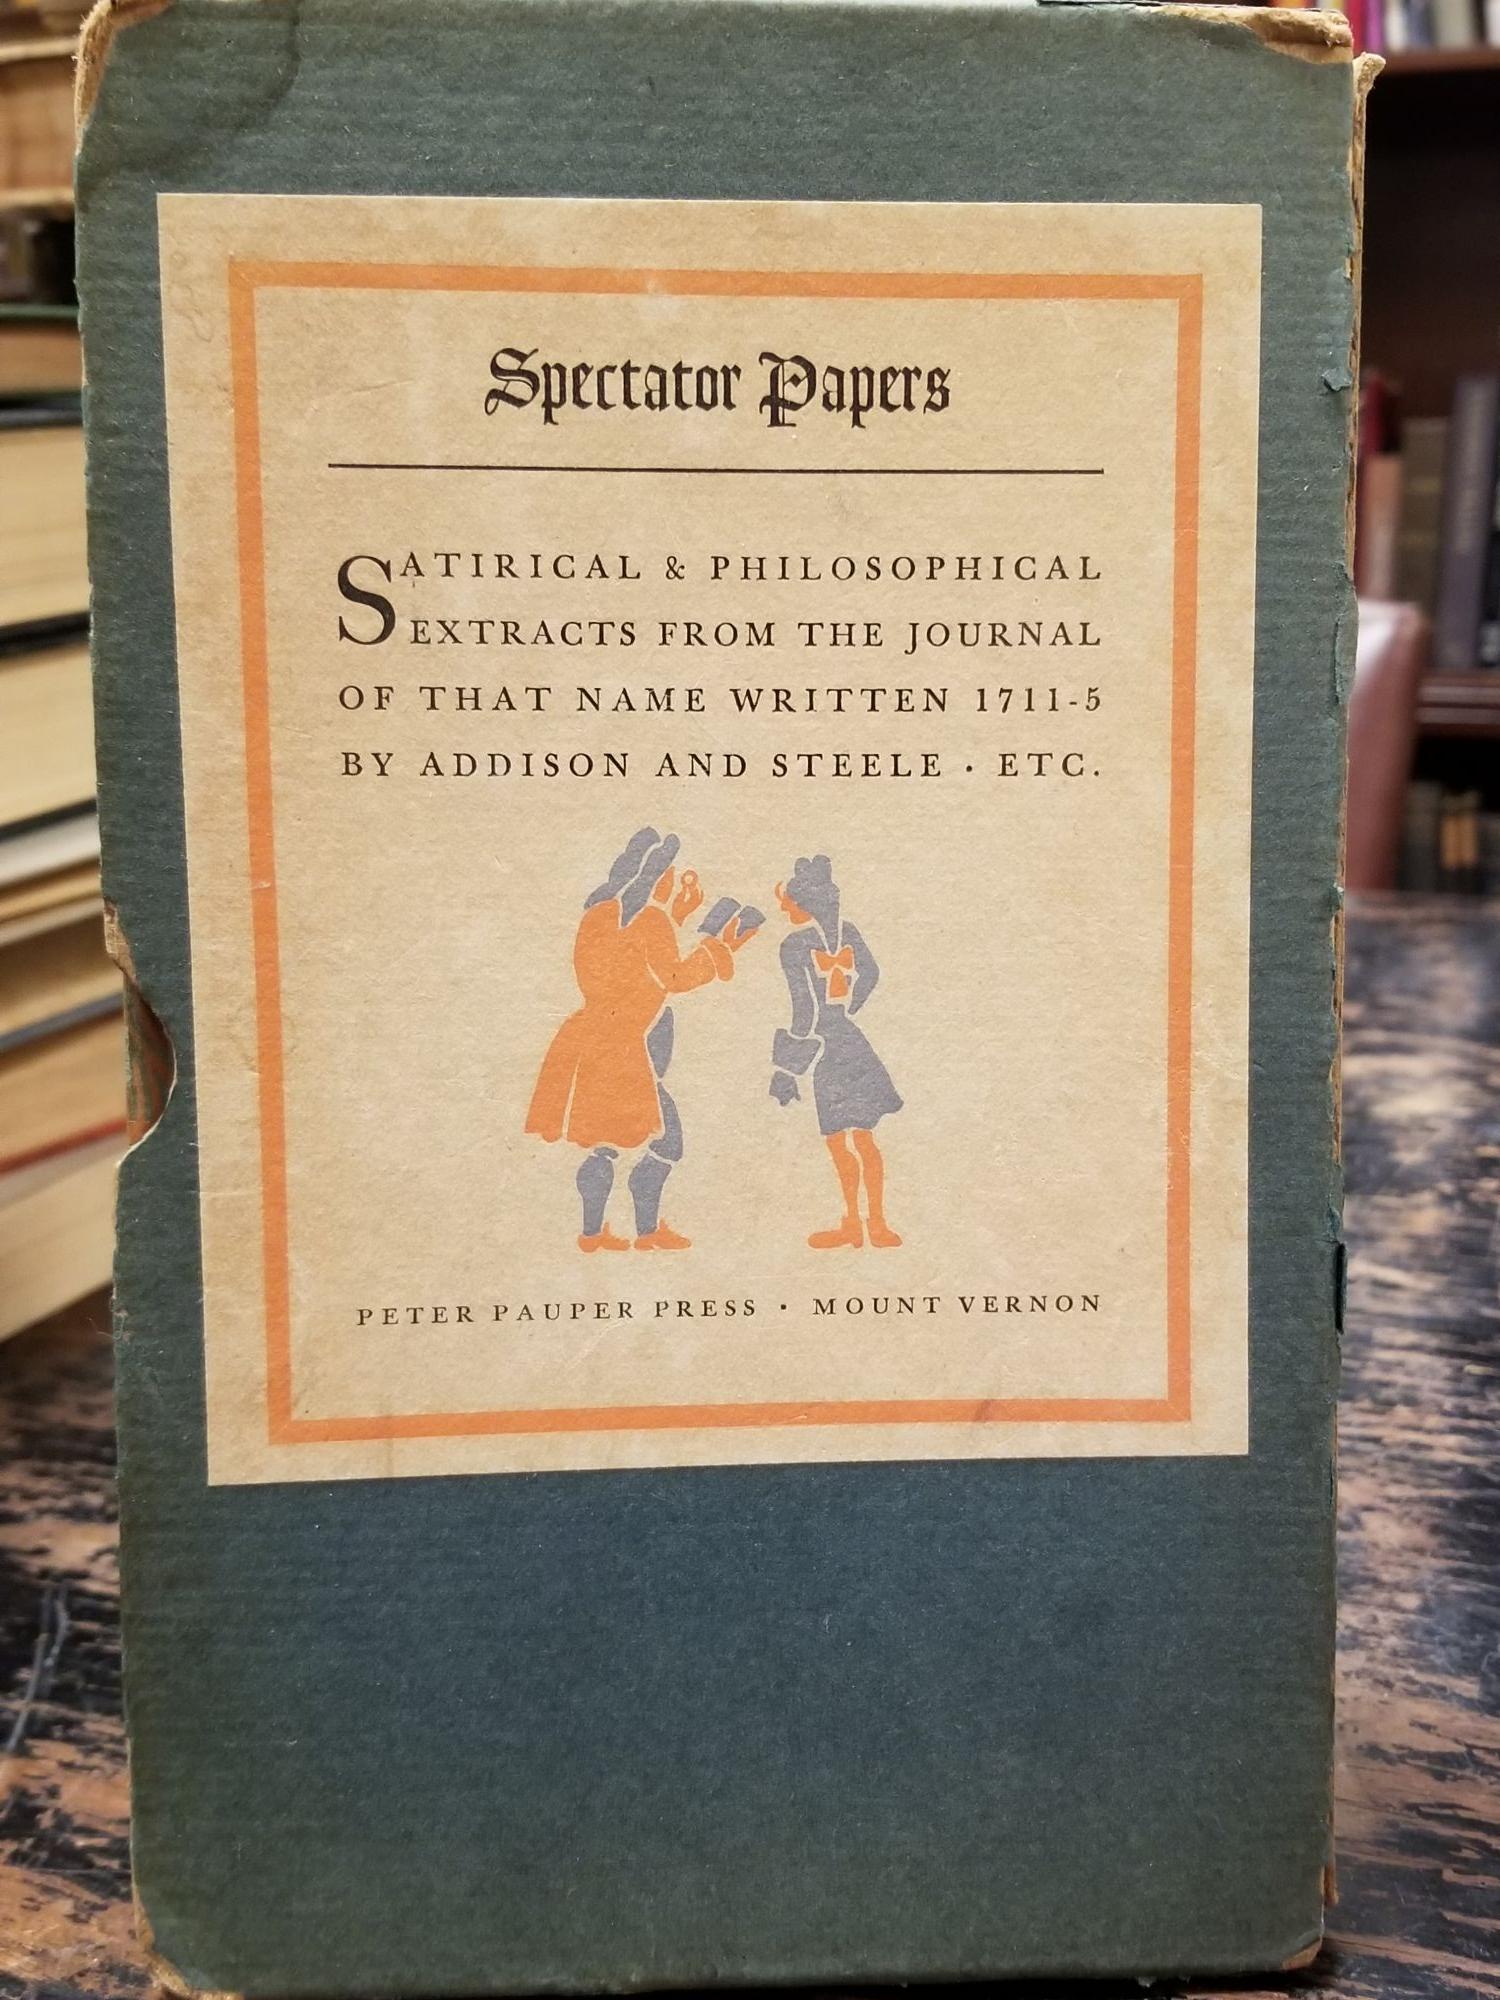 Spectator Papers
SATIRICAL & PHILOSOPHICAL
EXTRACTS FROM THE JOURNAL
OF THAT NAME WRITTEN 1711-5
BY ADDISON AND STEELE · ETC.
PETER PAUPER PRESS · MOUNT VERNON